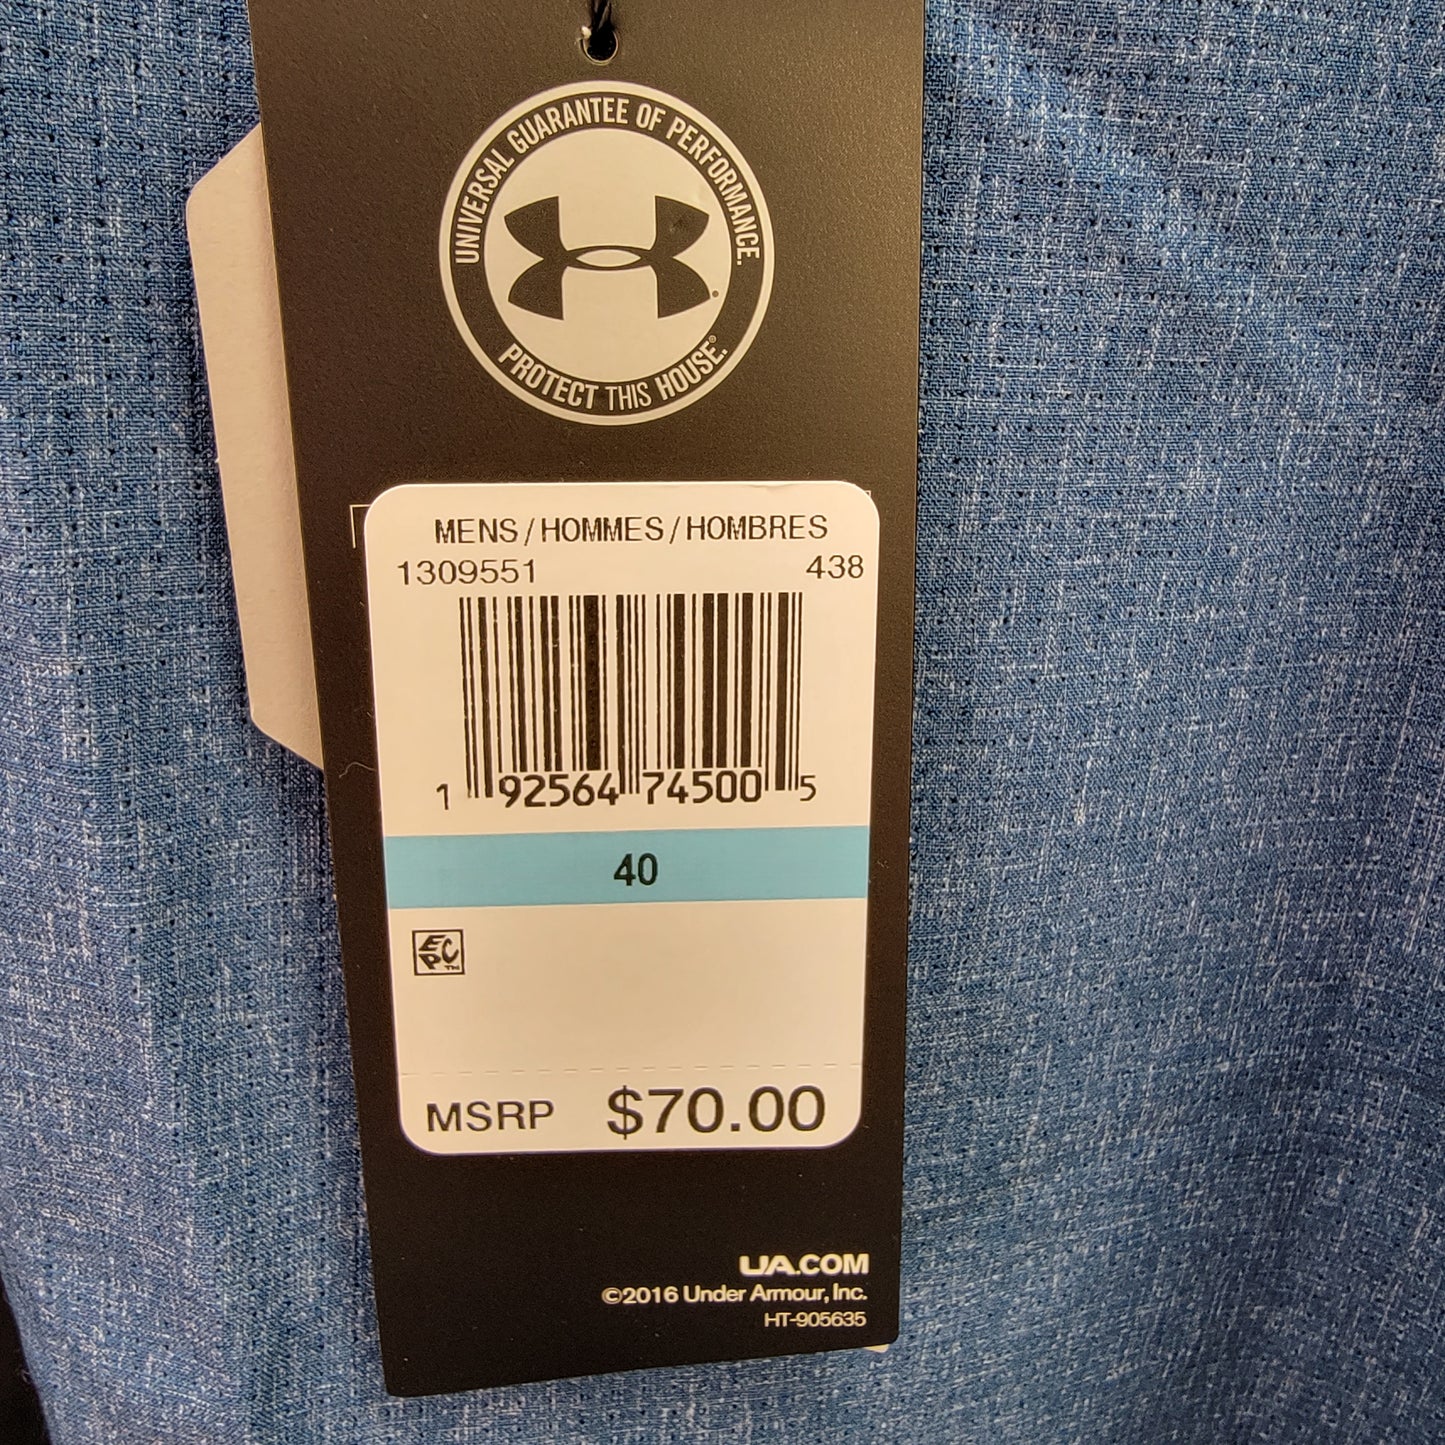 UNIVERSAL GUARANTEE OF PERFORMANCE.
PROTECT THIS HOUSE.®
MENS/HOMMES/HOMBRES
1309551 438
1 92564 74500 5
40
EPC™
MSRP $70.00
UA.COM
©2016 Under Armour, Inc.
HT-905635